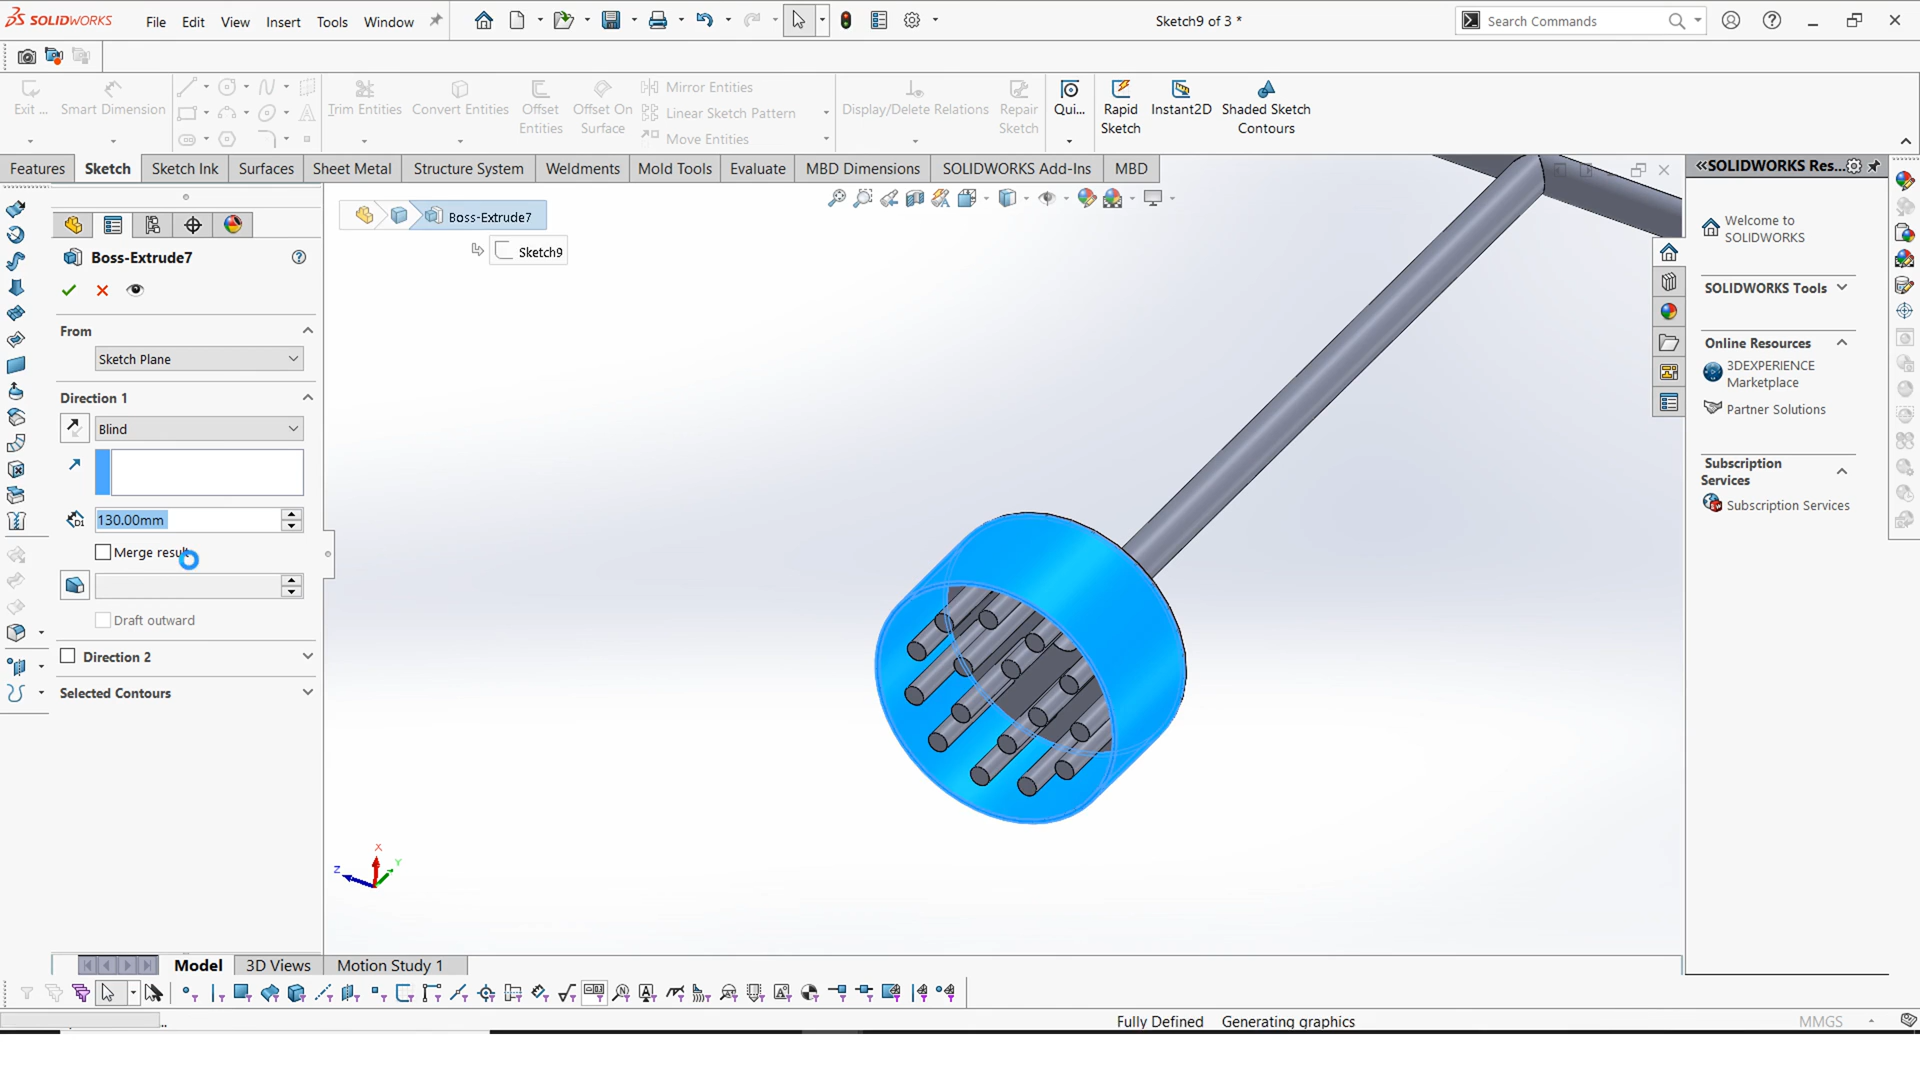 SOLIDWORKS File Edit View Insert Tools Window Sketch9 of 3 * Search Commands
Exit ... Smart Dimension Trim Entities Convert Entities Offset Entities Offset On Surface Mirror Entities Display/Delete Relations Repair Sketch Qui... Rapid Sketch Instant2D Shaded Sketch Contours
Linear Sketch Pattern
Move Entities
Features Sketch Sketch Ink Surfaces Sheet Metal Structure System Weldments Mold Tools Evaluate MBD Dimensions SOLIDWORKS Add-Ins MBD
Boss-Extrude7
Sketch9
Boss-Extrude7
From
Sketch Plane
Direction 1
Blind
D1
130.00mm
Merge result
Draft outward
Direction 2
Selected Contours
X
Y
Z
SOLIDWORKS Res...
Welcome to
SOLIDWORKS
SOLIDWORKS Tools
Online Resources
3DEXPERIENCE
Marketplace
Partner Solutions
Subscription
Services
Subscription Services
Model 3D Views Motion Study 1
..
Fully Defined Generating graphics MMGS